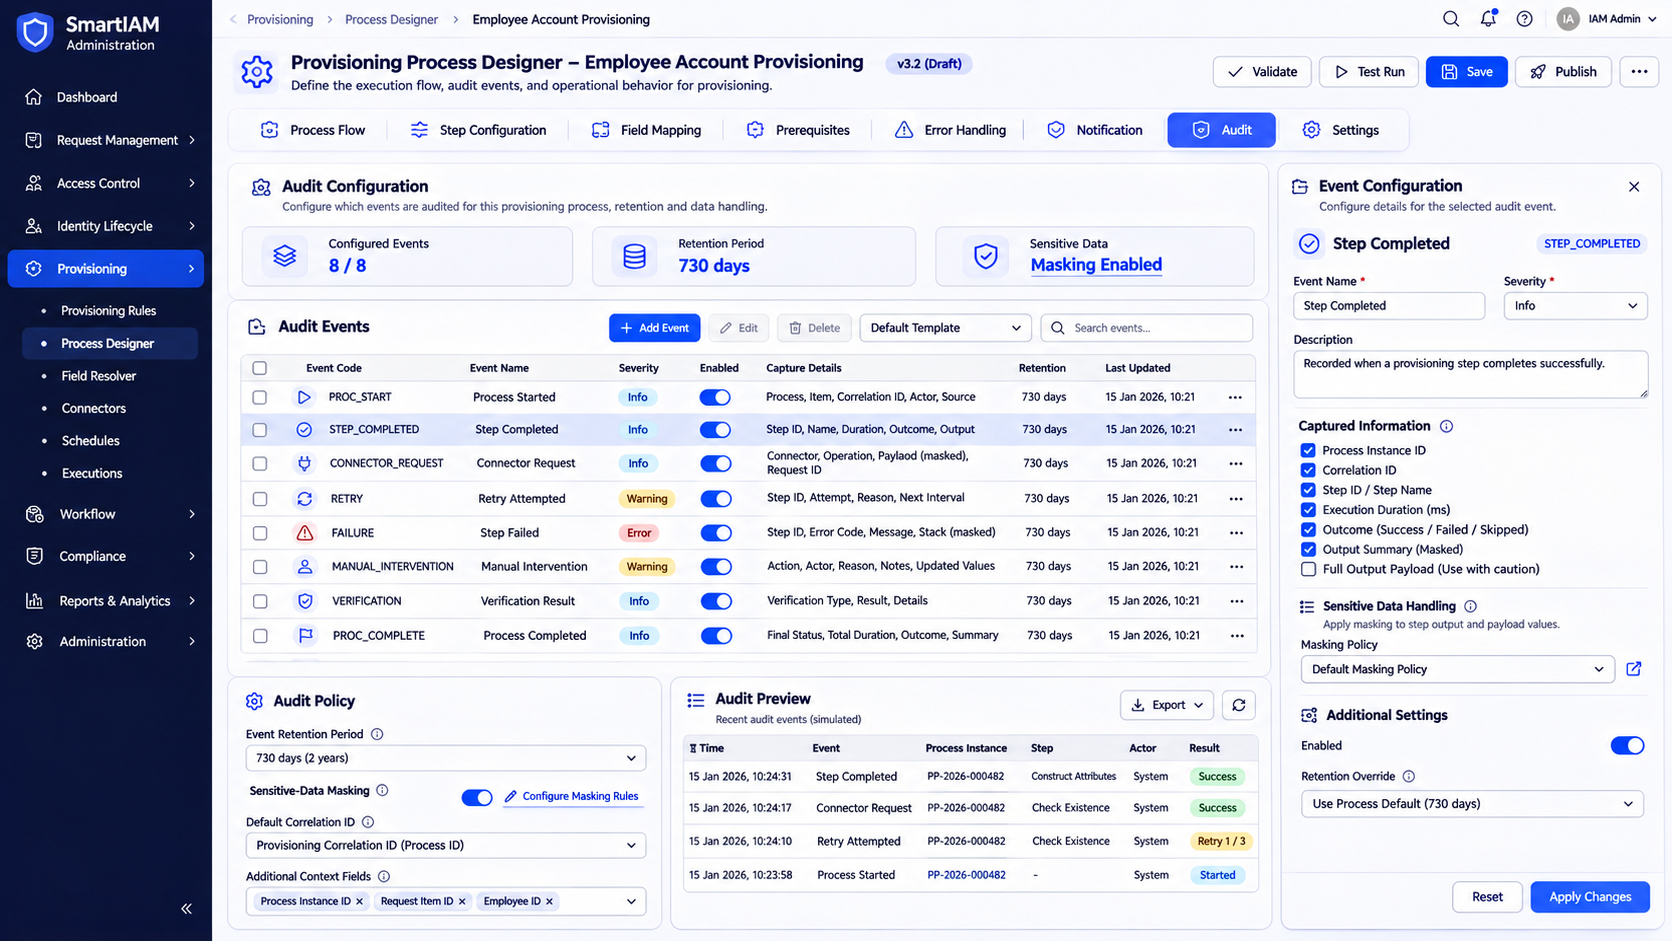 SmartIAM
Administration
Dashboard
Request Management
Access Control
Identity Lifecycle
Provisioning
Provisioning Rules
Process Designer
Field Resolver
Connectors
Schedules
Executions
Workflow
Compliance
Reports & Analytics
Administration
Provisioning > Process Designer > Employee Account Provisioning
IA IAM Admin
Provisioning Process Designer – Employee Account Provisioning v3.2 (Draft)
Define the execution flow, audit events, and operational behavior for provisioning.
Validate Test Run Save Publish
Process Flow Step Configuration Field Mapping Prerequisites Error Handling Notification Audit Settings
Audit Configuration
Configure which events are audited for this provisioning process, retention and data handling.
Configured Events
8 / 8
Retention Period
730 days
Sensitive Data
Masking Enabled
Audit Events
Add Event Edit Delete Default Template Search events...
Event Code Event Name Severity Enabled Capture Details Retention Last Updated
PROC_START Process Started Info Process, Item, Correlation ID, Actor, Source 730 days 15 Jan 2026, 10:21
STEP_COMPLETED Step Completed Info Step ID, Name, Duration, Outcome, Output 730 days 15 Jan 2026, 10:21
CONNECTOR_REQUEST Connector Request Info Connector, Operation, Paylaod (masked), Request ID 730 days 15 Jan 2026, 10:21
RETRY Retry Attempted Warning Step ID, Attempt, Reason, Next Interval 730 days 15 Jan 2026, 10:21
FAILURE Step Failed Error Step ID, Error Code, Message, Stack (masked) 730 days 15 Jan 2026, 10:21
MANUAL_INTERVENTION Manual Intervention Warning Action, Actor, Reason, Notes, Updated Values 730 days 15 Jan 2026, 10:21
VERIFICATION Verification Result Info Verification Type, Result, Details 730 days 15 Jan 2026, 10:21
PROC_COMPLETE Process Completed Info Final Status, Total Duration, Outcome, Summary 730 days 15 Jan 2026, 10:21
Audit Policy
Event Retention Period
730 days (2 years)
Sensitive-Data Masking Configure Masking Rules
Default Correlation ID
Provisioning Correlation ID (Process ID)
Additional Context Fields
Process Instance ID × Request Item ID × Employee ID ×
Audit Preview
Recent audit events (simulated)
Export
Time Event Process Instance Step Actor Result
15 Jan 2026, 10:24:31 Step Completed PP-2026-000482 Construct Attributes System Success
15 Jan 2026, 10:24:17 Connector Request PP-2026-000482 Check Existence System Success
15 Jan 2026, 10:24:10 Retry Attempted PP-2026-000482 Check Existence System Retry 1 / 3
15 Jan 2026, 10:23:58 Process Started PP-2026-000482 - System Started
Event Configuration
Configure details for the selected audit event.
Step Completed STEP_COMPLETED
Event Name * Severity *
Step Completed Info
Description
Recorded when a provisioning step completes successfully.
Captured Information
Process Instance ID
Correlation ID
Step ID / Step Name
Execution Duration (ms)
Outcome (Success / Failed / Skipped)
Output Summary (Masked)
Full Output Payload (Use with caution)
Sensitive Data Handling
Apply masking to step output and payload values.
Masking Policy
Default Masking Policy
Additional Settings
Enabled
Retention Override
Use Process Default (730 days)
Reset Apply Changes